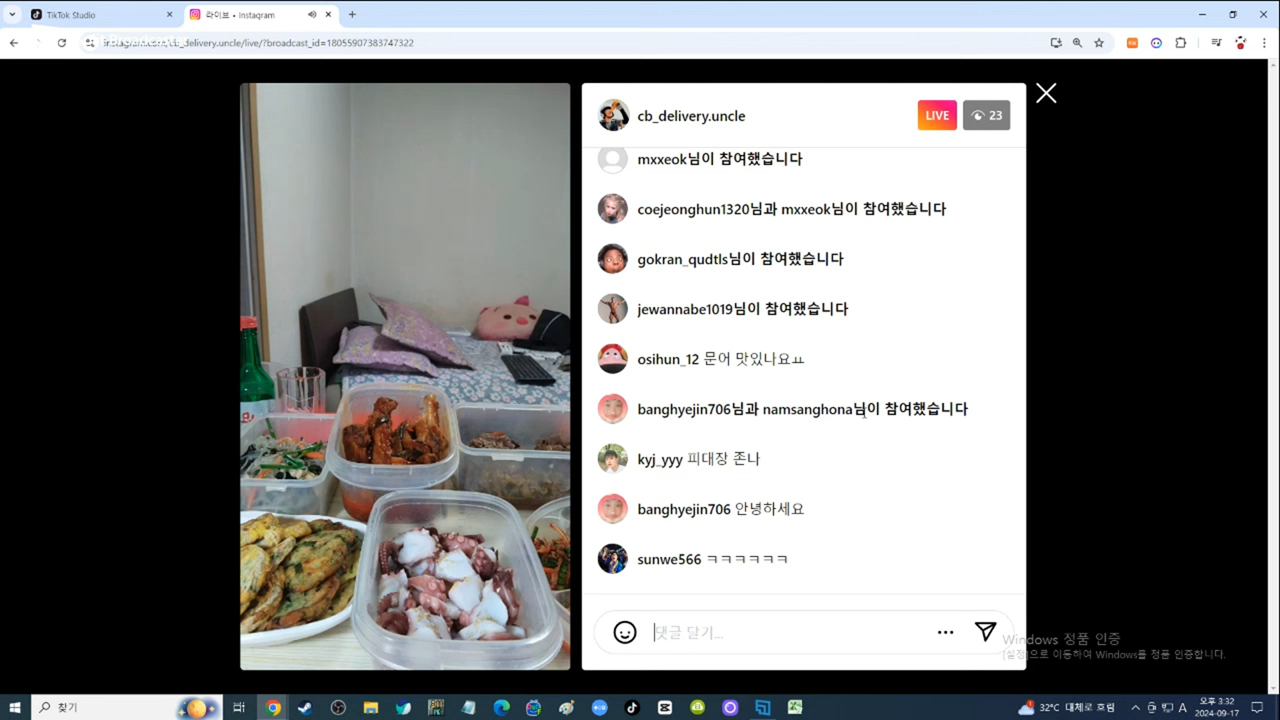 TikTok Studio
라이브 • Instagram
_delivery.uncle/live/?broadcast_id=18055907383747322
cb_delivery.uncle
LIVE
23
mxxeok님이 참여했습니다
coejeonghun1320님과 mxxeok님이 참여했습니다
gokran_qudtls님이 참여했습니다
jewannabe1019님이 참여했습니다
osihun_12 문어 맛있나요ㅛ
banghyejin706님과 namsanghona님이 참여했습니다
kyj_yyy 피대장 존나
banghyejin706 안녕하세요
sunwe566 ㅋㅋㅋㅋㅋㅋ
댓글 달기...
Windows 정품 인증
[설정]으로 이동하여 Windows를 정품 인증합니다.
찾기
32°C 대체로 흐림
A
오후 3:32
2024-09-17